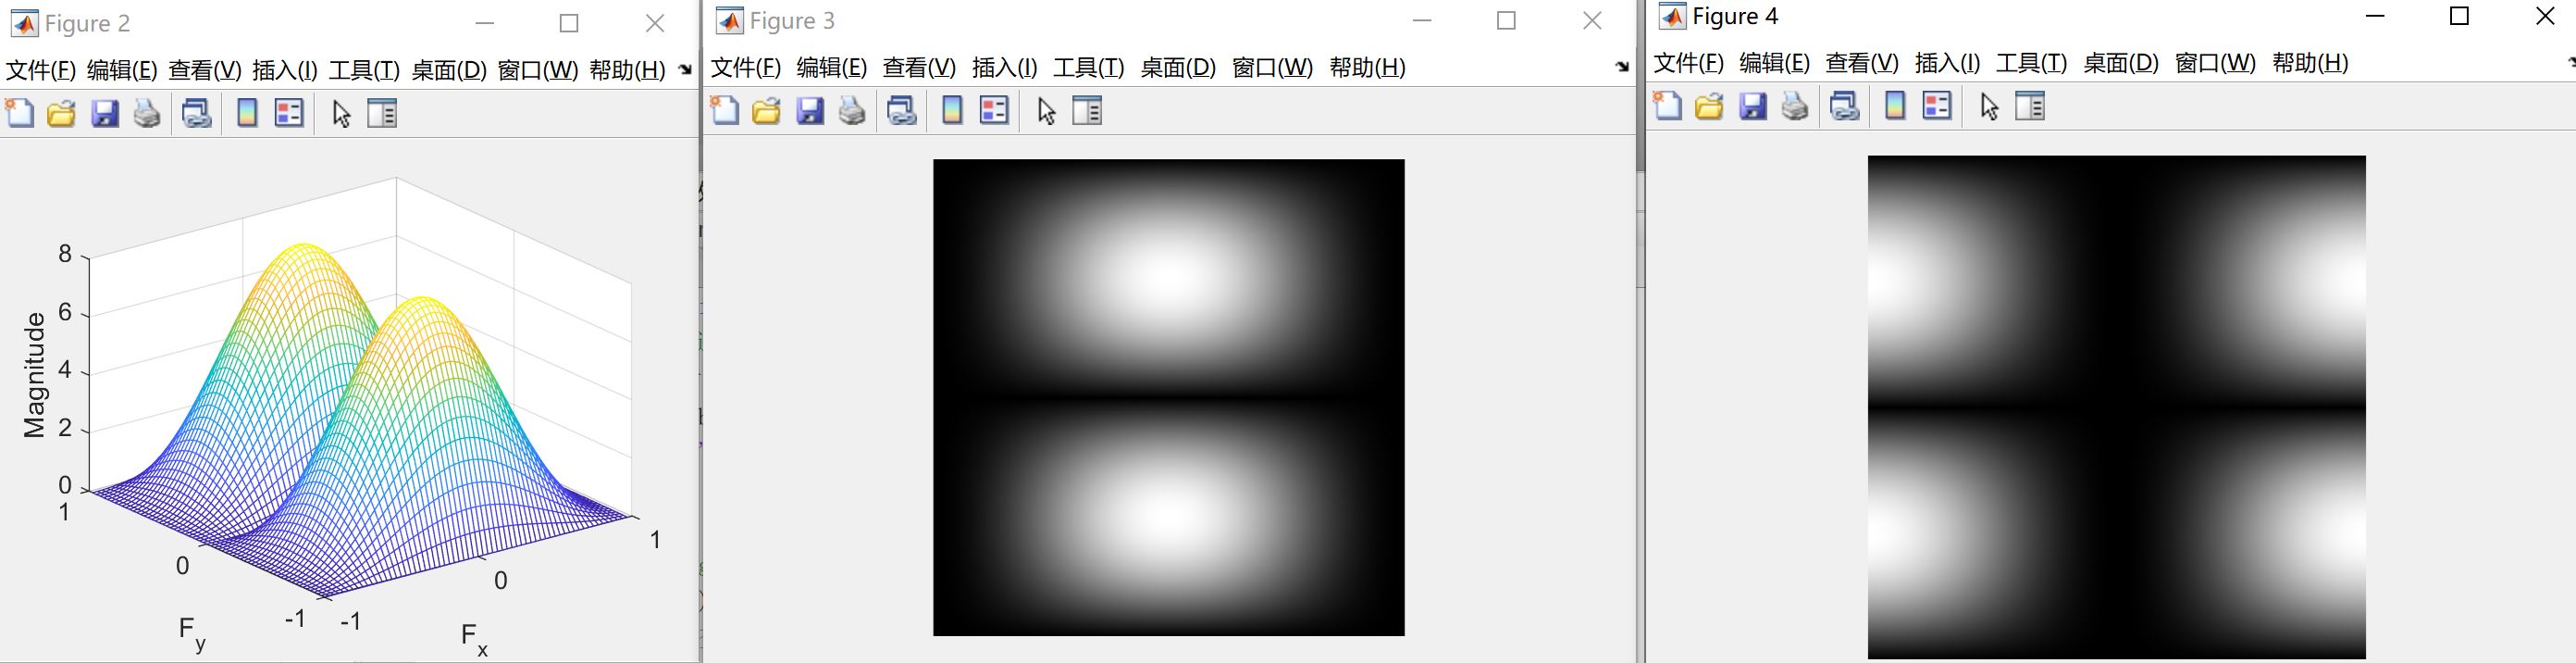 Figure 2
文件(F) 编辑(E) 查看(V) 插入(I) 工具(T) 桌面(D) 窗口(W) 帮助(H)
8
6
4
2
0
Magnitude
1
0
-1
Fy
-1
0
1
Fx
Figure 3
文件(F) 编辑(E) 查看(V) 插入(I) 工具(T) 桌面(D) 窗口(W) 帮助(H)
Figure 4
文件(F) 编辑(E) 查看(V) 插入(I) 工具(T) 桌面(D) 窗口(W) 帮助(H)